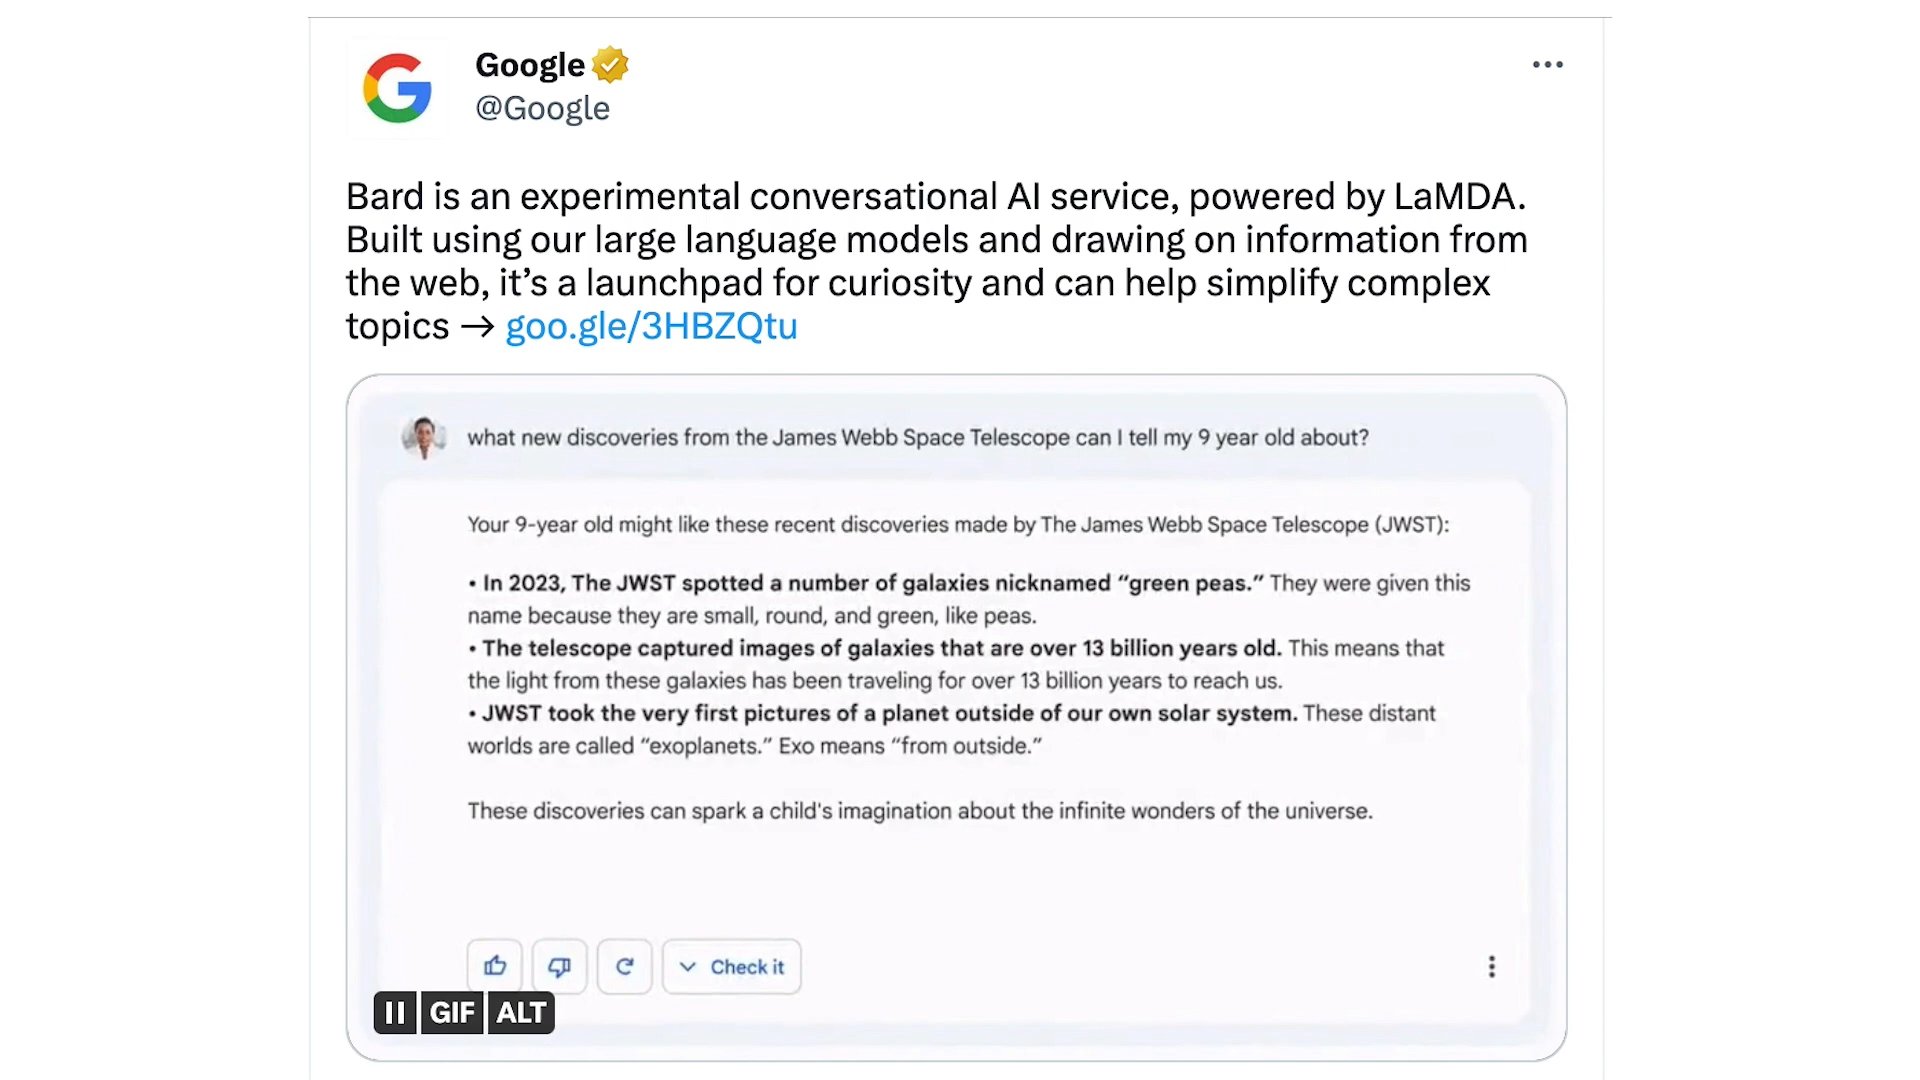 Google
@Google
Bard is an experimental conversational AI service, powered by LaMDA.
Built using our large language models and drawing on information from
the web, it’s a launchpad for curiosity and can help simplify complex
topics → goo.gle/3HBZQtu
what new discoveries from the James Webb Space Telescope can I tell my 9 year old about?
Your 9-year old might like these recent discoveries made by The James Webb Space Telescope (JWST):
• In 2023, The JWST spotted a number of galaxies nicknamed “green peas.” They were given this
name because they are small, round, and green, like peas.
• The telescope captured images of galaxies that are over 13 billion years old. This means that
the light from these galaxies has been traveling for over 13 billion years to reach us.
• JWST took the very first pictures of a planet outside of our own solar system. These distant
worlds are called “exoplanets.” Exo means “from outside.”
These discoveries can spark a child's imagination about the infinite wonders of the universe.
Check it
GIF ALT